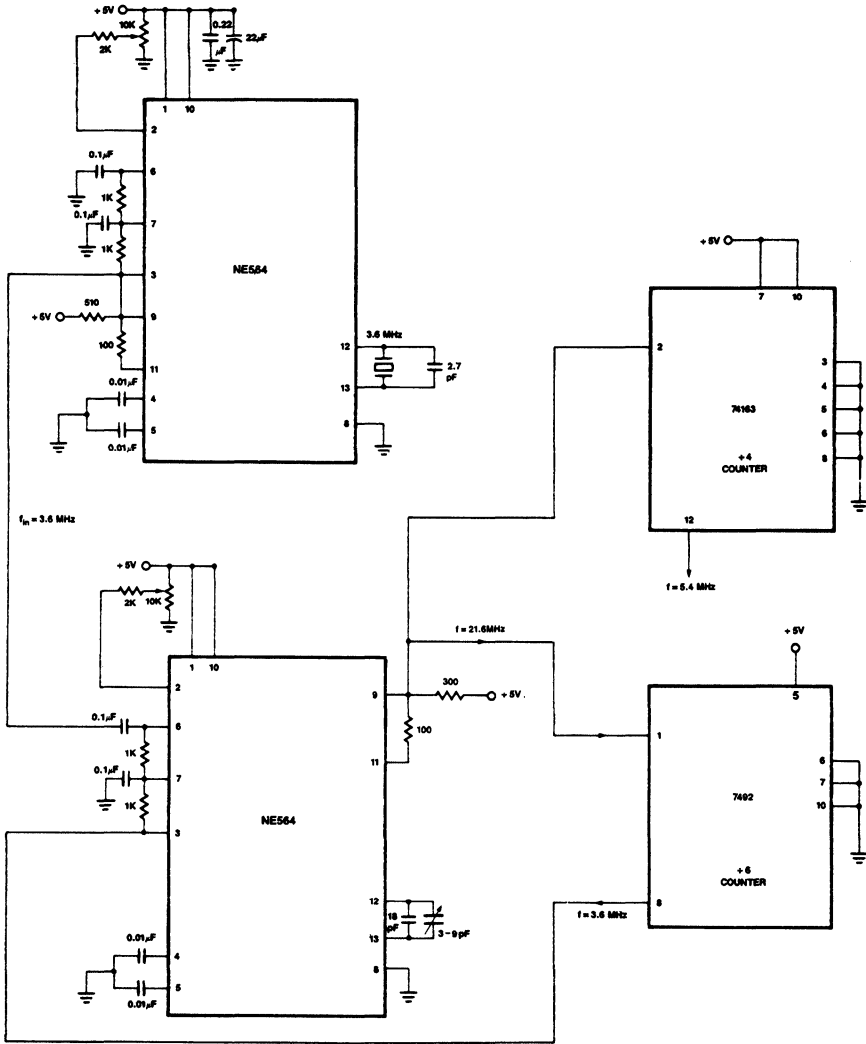 +5V
10K
2K
0.22
μF
22μF
1
10
2
0.1μF
6
1K
0.1μF
7
1K
3
NE564
510
+5V
9
100
11
12
3.6 MHz
2.7
pF
13
0.01μF
4
5
0.01μF
8
fin = 3.6 MHz
+5V
7
10
2
3
4
5
6
8
74163
÷4
COUNTER
12
f = 5.4 MHz
+5V
2K
10K
1
10
2
f = 21.6MHz
9
300
+5V
100
0.1μF
6
1K
11
0.1μF
7
1K
3
NE564
12
18
pF
3-9pF
13
0.01μF
4
5
0.01μF
8
+5V
5
1
6
7
10
7492
÷6
COUNTER
8
f = 3.6 MHz